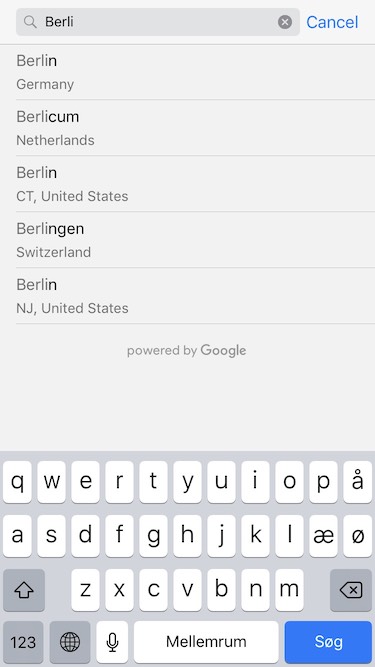 Berli Cancel
Berlin
Germany
Berlicum
Netherlands
Berlin
CT, United States
Berlingen
Switzerland
Berlin
NJ, United States
powered by Google
q w e r t y u i o p å
a s d f g h j k l æ ø
z x c v b n m
123 Mellemrum Søg